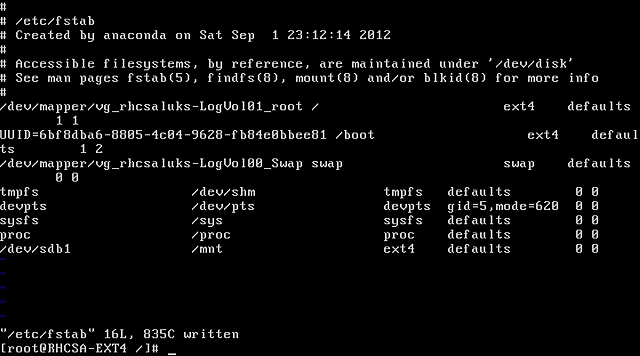 #
# /etc/fstab
# Created by anaconda on Sat Sep  1 23:12:14 2012
#
# Accessible filesystems, by reference, are maintained under '/dev/disk'
# See man pages fstab(5), findfs(8), mount(8) and/or blkid(8) for more info
#
/dev/mapper/vg_rhcsaluks-LogVol01_root /                       ext4    defaults
        1 1
UUID=6bf8dba6-8805-4c04-9628-fb84e0bbee81 /boot                   ext4    defaul
ts        1 2
/dev/mapper/vg_rhcsaluks-LogVol00_Swap swap                    swap    defaults
        0 0
tmpfs                   /dev/shm                tmpfs   defaults        0 0
devpts                  /dev/pts                devpts  gid=5,mode=620  0 0
sysfs                   /sys                    sysfs   defaults        0 0
proc                    /proc                   proc    defaults        0 0
/dev/sdb1               /mnt                    ext4    defaults        0 0
~
~
~
~
"/etc/fstab" 16L, 835C written
[root@RHCSA-EXT4 /]# _